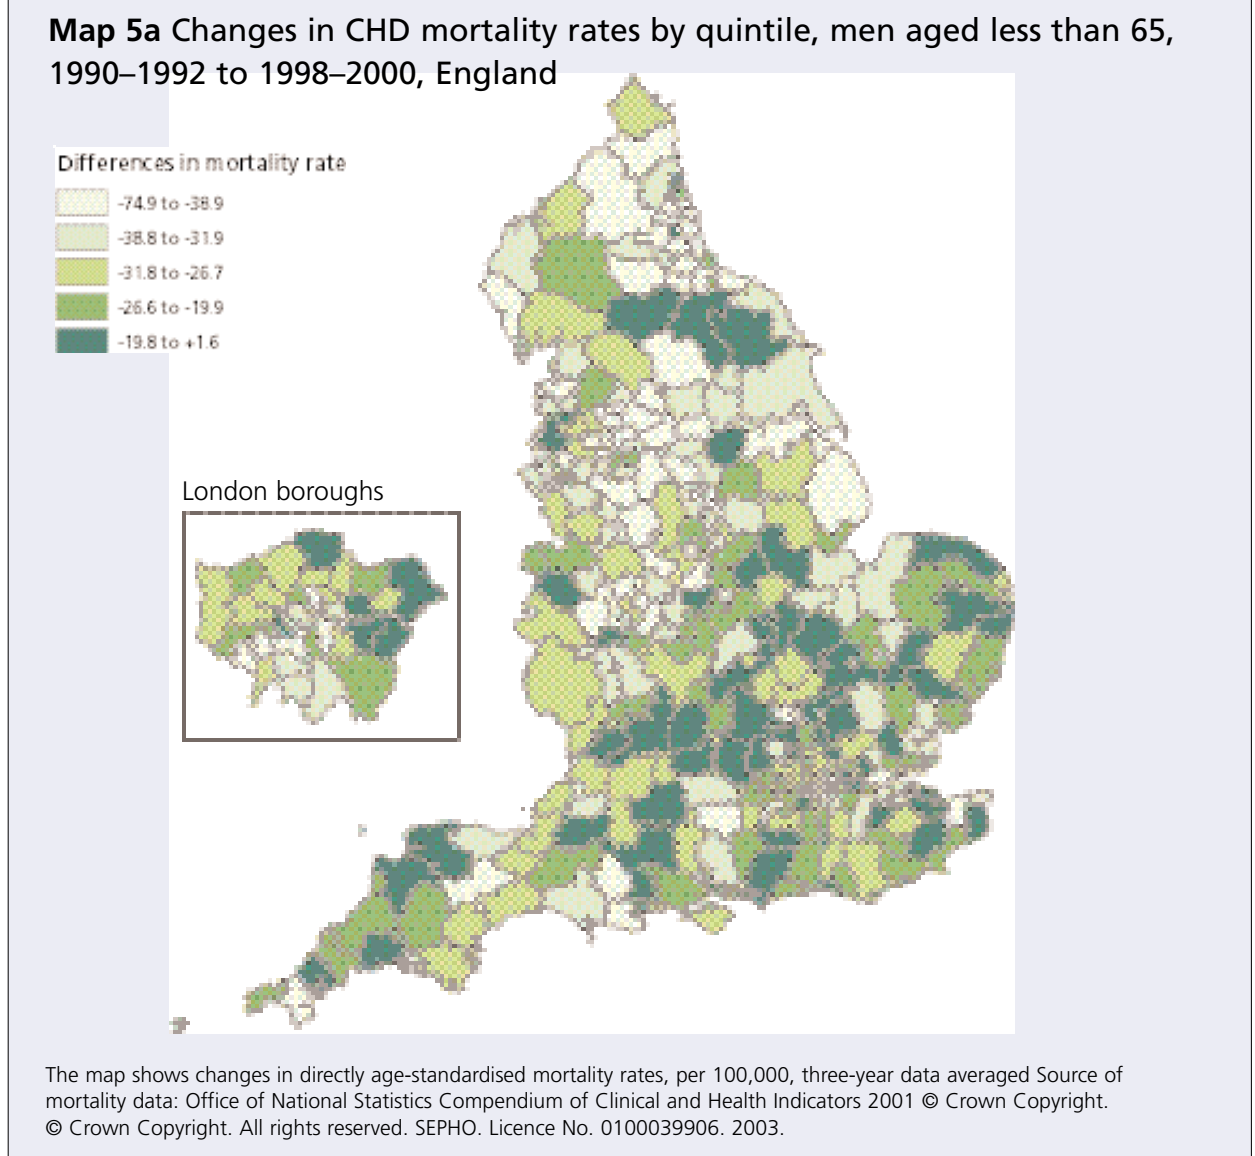 Map 5a Changes in CHD mortality rates by quintile, men aged less than 65,
1990–1992 to 1998–2000, England
Differences in mortality rate
-74.9 to -38.9
-38.8 to -31.9
-31.8 to -26.7
-26.6 to -19.9
-19.8 to +1.6
London boroughs
The map shows changes in directly age-standardised mortality rates, per 100,000, three-year data averaged Source of
mortality data: Office of National Statistics Compendium of Clinical and Health Indicators 2001 © Crown Copyright.
© Crown Copyright. All rights reserved. SEPHO. Licence No. 0100039906. 2003.